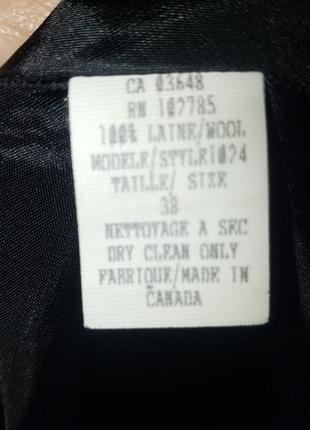 CA 03648
RN 102785
100% LAINE/WOOL
MODELE/STYLE1024
TAILLE/ SIZE
38
NETTOYAGE A SEC
DRY CLEAN ONLY
FABRIQUE/MADE IN
CANADA